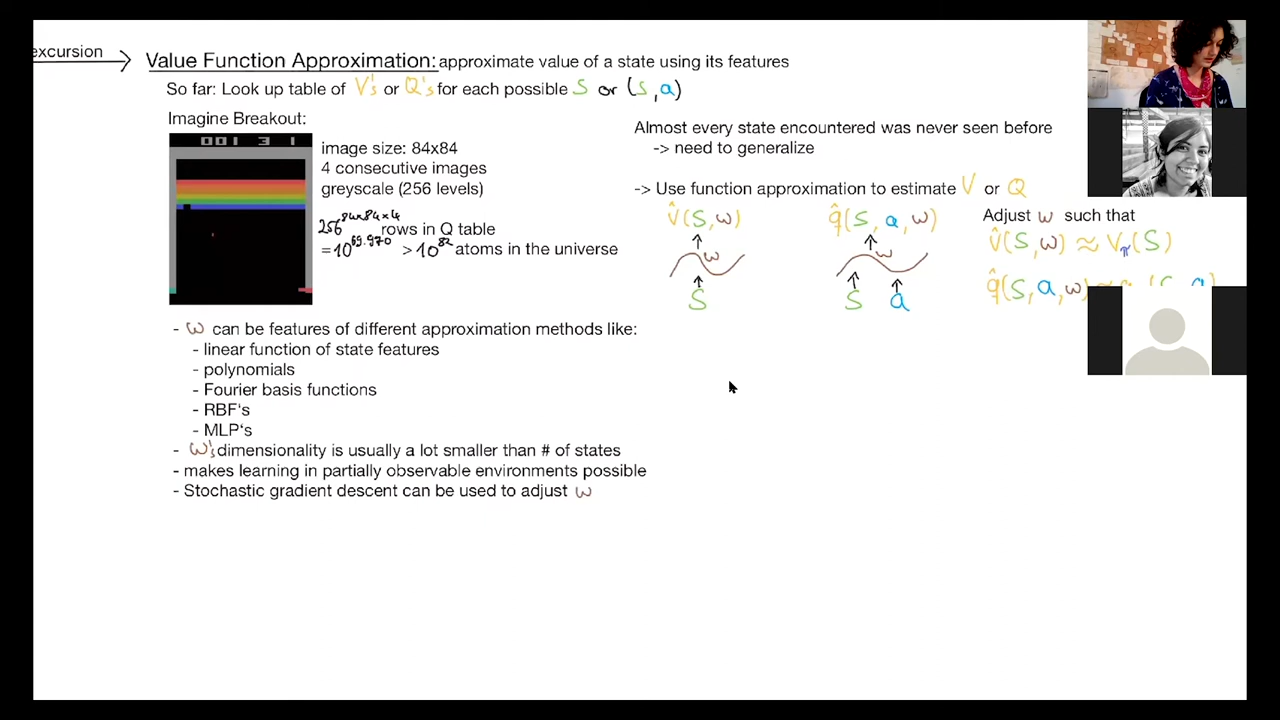 excursion
Value Function Approximation: approximate value of a state using its features
So far: Look up table of V's or Q's for each possible S or (S,a)
Imagine Breakout:
001 3 1
image size: 84x84
4 consecutive images
greyscale (256 levels)
256^84x84x4 rows in Q table
=10^69.970 >10^82 atoms in the universe
Almost every state encountered was never seen before
-> need to generalize
-> Use function approximation to estimate V or Q
v̂(S,w)
w
S
q̂(S,a,w)
w
S a
Adjust w such that
v̂(S,w) ≈ Vπ(S)
q̂(S,a,w)
- w can be features of different approximation methods like:
- linear function of state features
- polynomials
- Fourier basis functions
- RBF's
- MLP's
- w's dimensionality is usually a lot smaller than # of states
- makes learning in partially observable environments possible
- Stochastic gradient descent can be used to adjust w